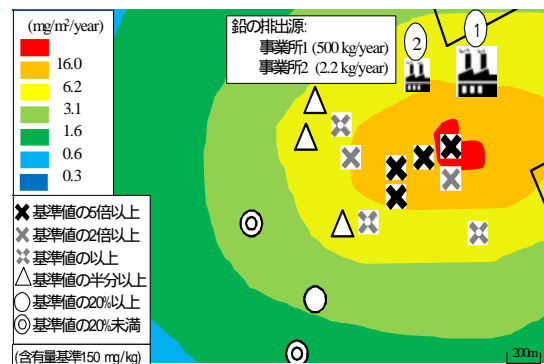 (mg/m²/year)
16.0
6.2
3.1
1.6
0.6
0.3
鉛の排出源:
事業所1 (500 kg/year)
事業所2 (2.2 kg/year)
2
1
基準値の5倍以上
基準値の2倍以上
基準値の以上
基準値の半分以上
基準値の20%以上
基準値の20%未満
(含有量基準150 mg/kg)
200m